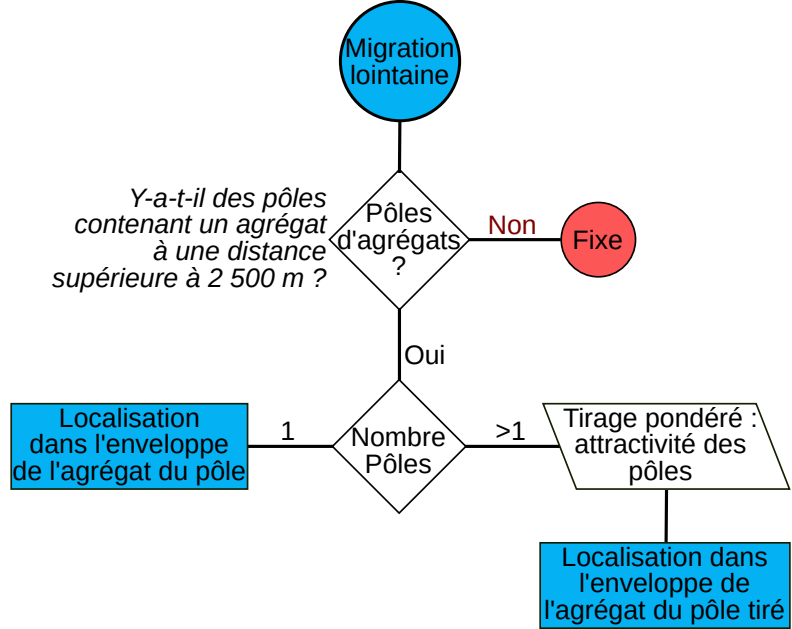 Migration
lointaine
Y-a-t-il des pôles
contenant un agrégat
à une distance
supérieure à 2 500 m ?
Pôles
d'agrégats
?
Non
Fixe
Oui
Localisation
dans l'enveloppe
de l'agrégat du pôle
1
Nombre
Pôles
>1
Tirage pondéré :
attractivité des
pôles
Localisation dans
l'enveloppe de
l'agrégat du pôle tiré